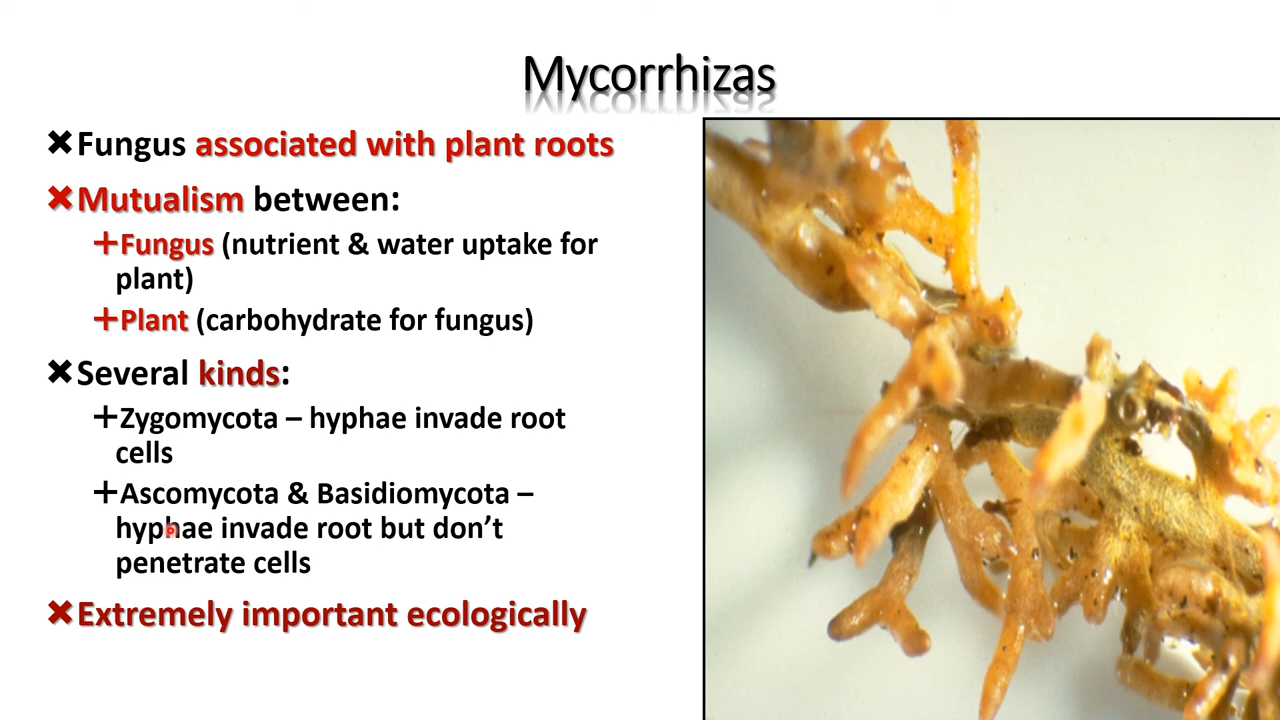 Mycorrhizas
✖Fungus associated with plant roots
✖Mutualism between:
+Fungus (nutrient & water uptake for
plant)
+Plant (carbohydrate for fungus)
✖Several kinds:
+Zygomycota – hyphae invade root
cells
+Ascomycota & Basidiomycota –
hyphae invade root but don’t
penetrate cells
✖Extremely important ecologically